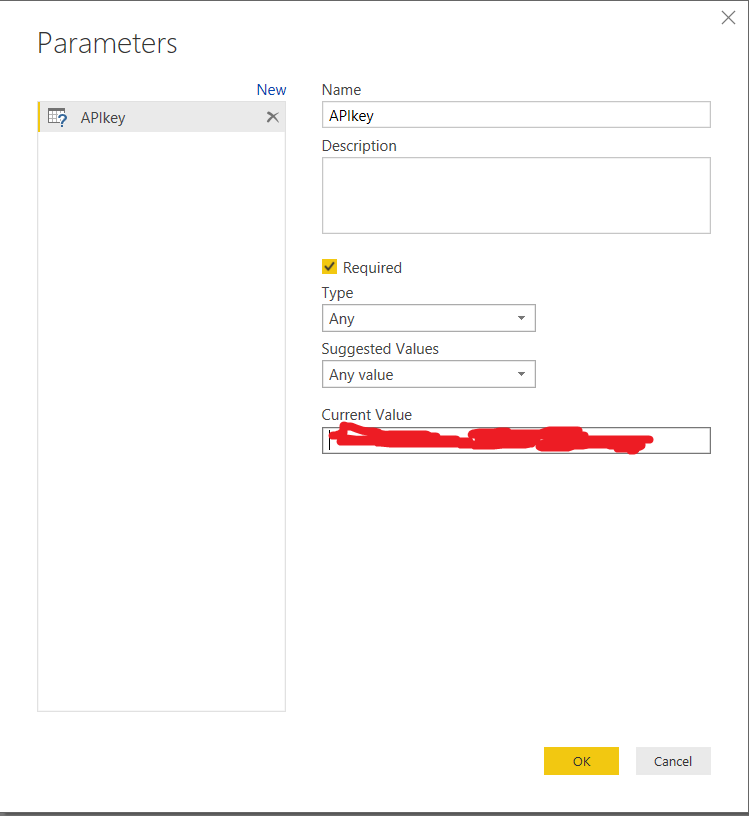 Parameters
New
APIkey
Name
APIkey
Description
Required
Type
Any
Suggested Values
Any value
Current Value
OK
Cancel